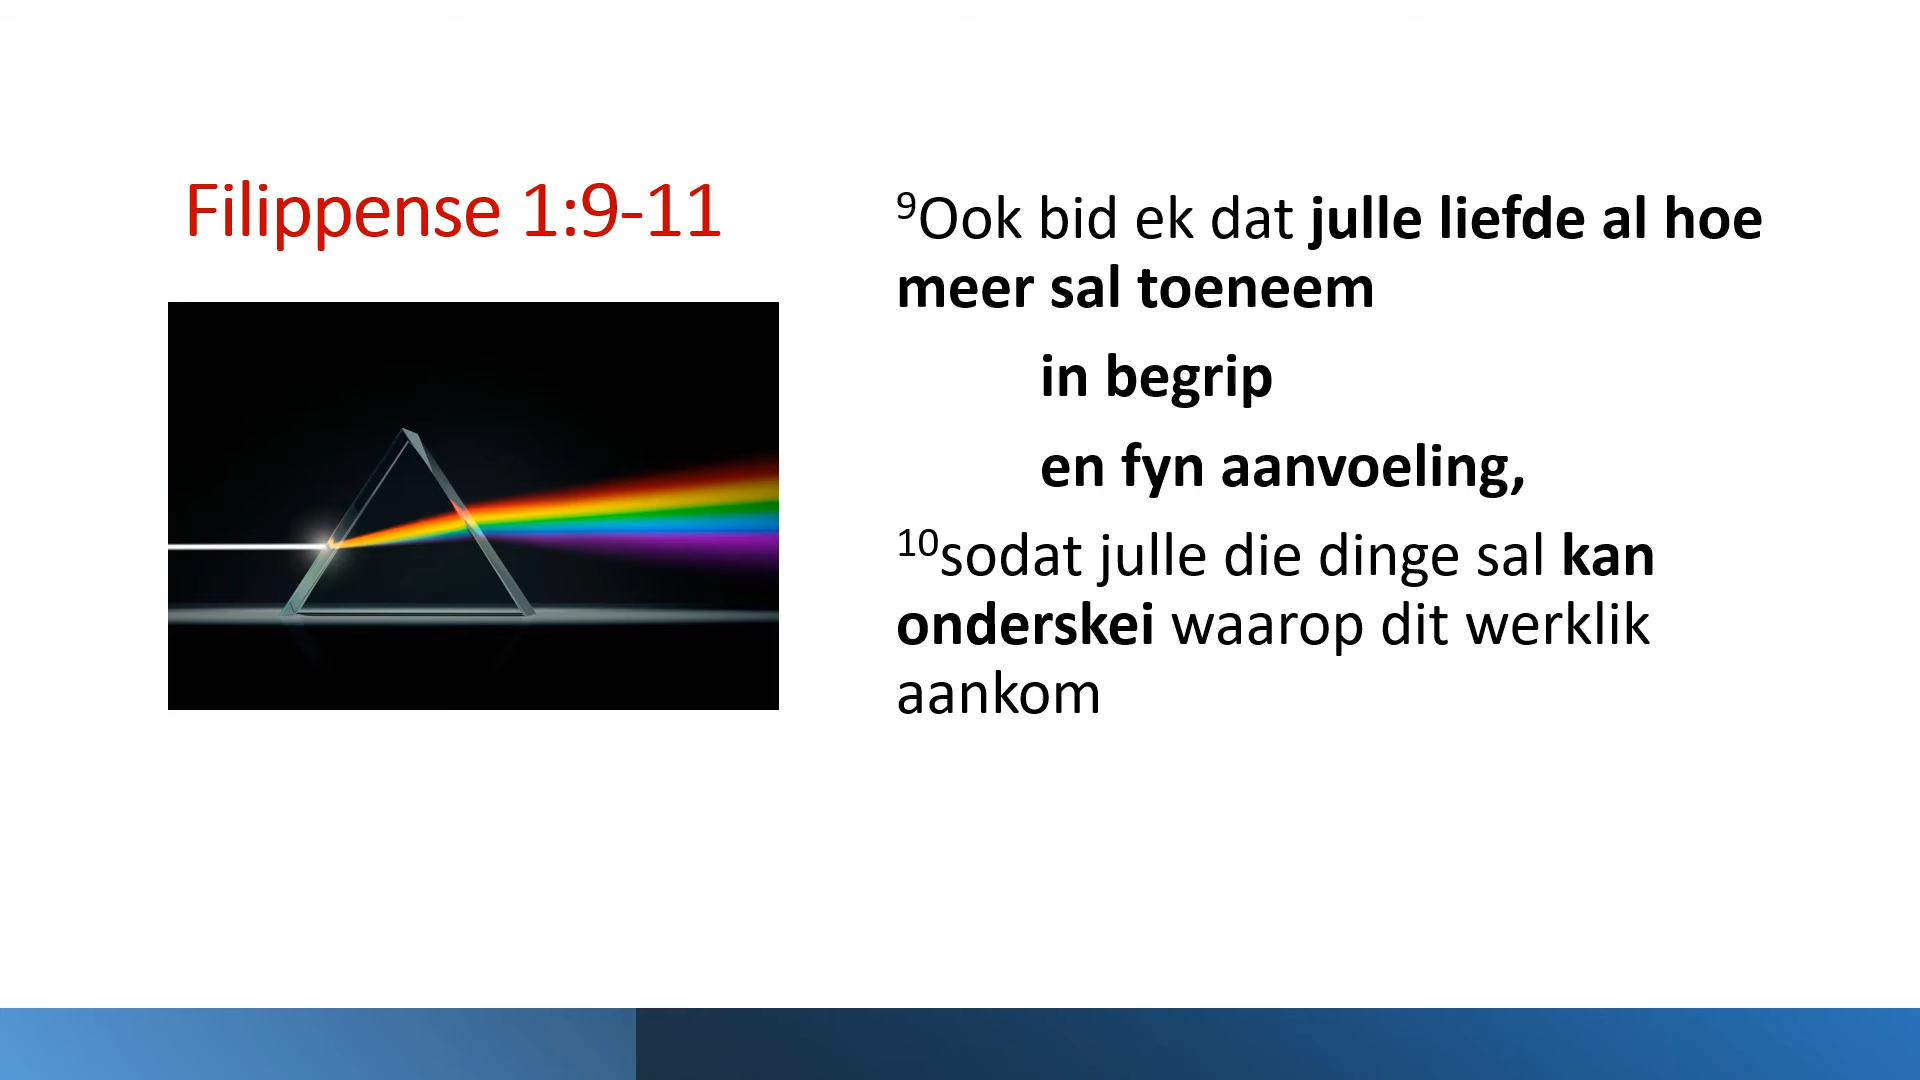 Filippense 1:9-11
⁹Ook bid ek dat julle liefde al hoe
meer sal toeneem
in begrip
en fyn aanvoeling,
¹⁰sodat julle die dinge sal kan
onderskei waarop dit werklik
aankom